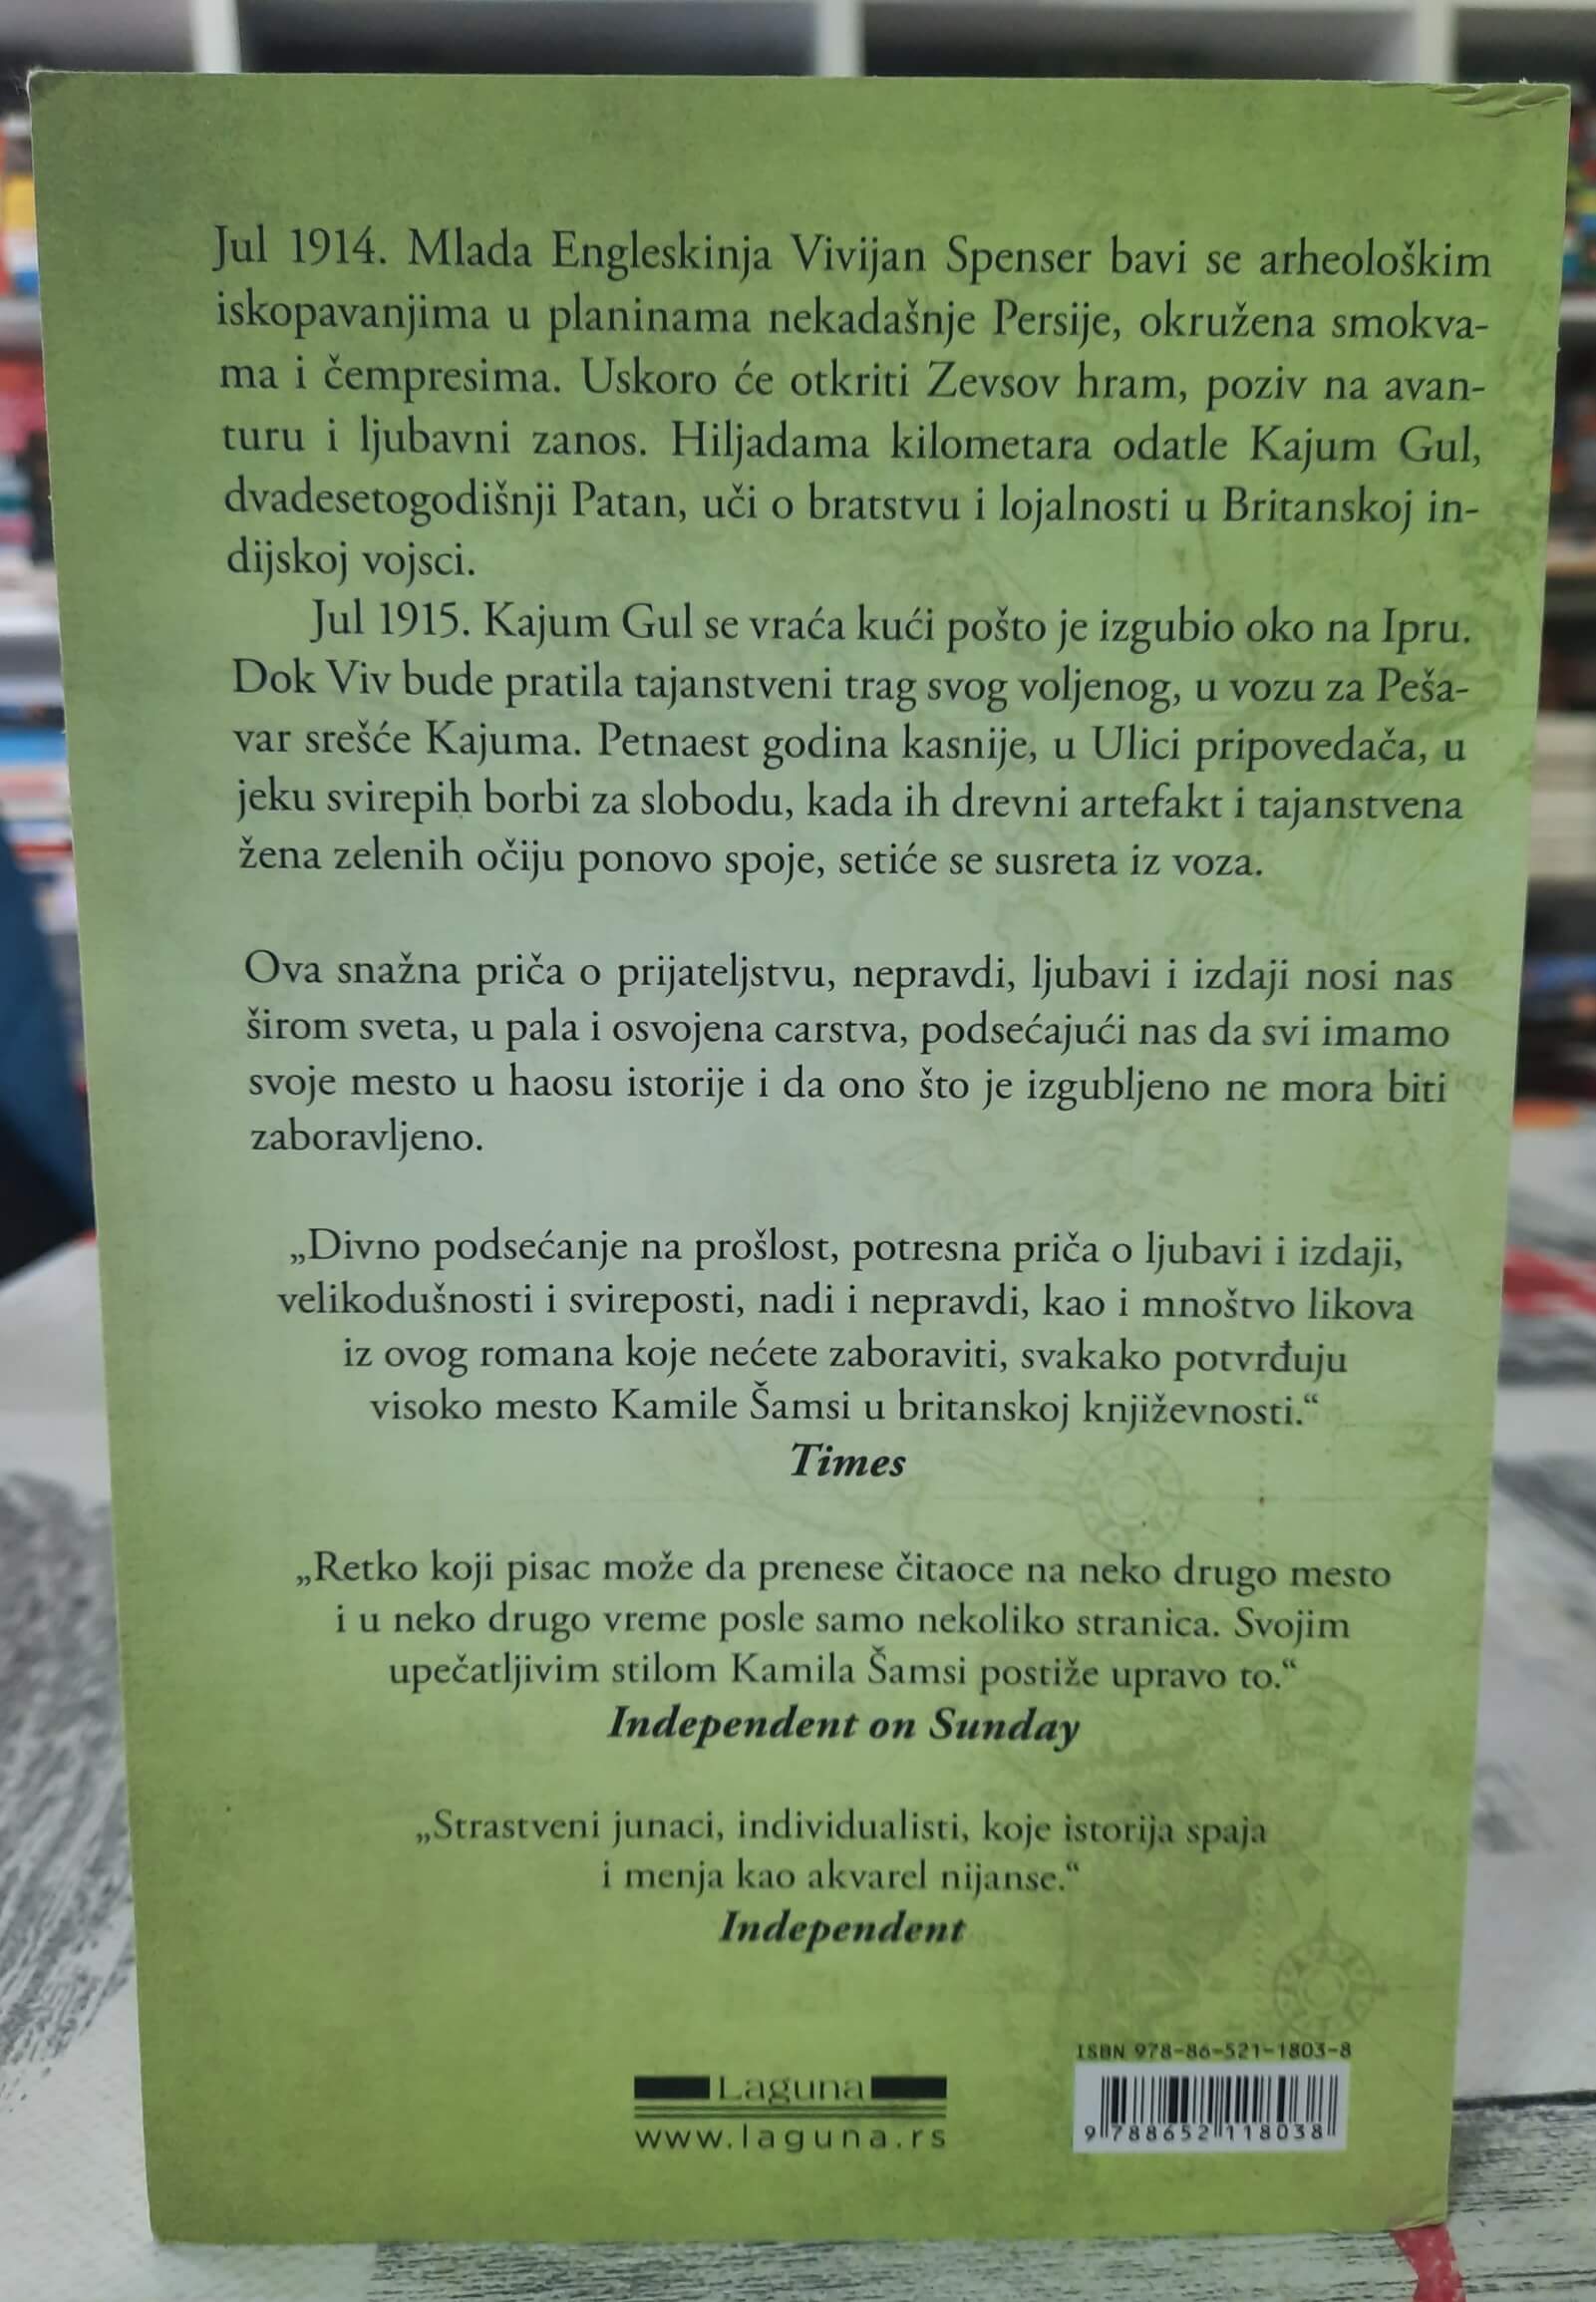 Jul 1914. Mlada Engleskinja Vivijan Spenser bavi se arheološkim
iskopavanjima u planinama nekadašnje Persije, okružena smokva-
ma i čempresima. Uskoro će otkriti Zevsov hram, poziv na avan-
turu i ljubavni zanos. Hiljadama kilometara odatle Kajum Gul,
dvadesetogodišnji Patan, uči o bratstvu i lojalnosti u Britanskoj in-
dijskoj vojsci.
Jul 1915. Kajum Gul se vraća kući pošto je izgubio oko na Ipru.
Dok Viv bude pratila tajanstveni trag svog voljenog, u vozu za Peša-
var srešće Kajuma. Petnaest godina kasnije, u Ulici pripovedača, u
jeku svirepih borbi za slobodu, kada ih drevni artefakt i tajanstvena
žena zelenih očiju ponovo spoje, setiće se susreta iz voza.
Ova snažna priča o prijateljstvu, nepravdi, ljubavi i izdaji nosi nas
širom sveta, u pala i osvojena carstva, podsećajući nas da svi imamo
svoje mesto u haosu istorije i da ono što je izgubljeno ne mora biti
zaboravljeno.
„Divno podsećanje na prošlost, potresna priča o ljubavi i izdaji,
velikodušnosti i svireposti, nadi i nepravdi, kao i mnoštvo likova
iz ovog romana koje nećete zaboraviti, svakako potvrđuju
visoko mesto Kamile Šamsi u britanskoj književnosti.“
Times
„Retko koji pisac može da prenese čitaoce na neko drugo mesto
i u neko drugo vreme posle samo nekoliko stranica. Svojim
upečatljivim stilom Kamila Šamsi postiže upravo to.“
Independent on Sunday
„Strastveni junaci, individualisti, koje istorija spaja
i menja kao akvarel nijanse.“
Independent
ISBN 978-86-521-1803-8
Laguna
www.laguna.rs
9 788652 118038